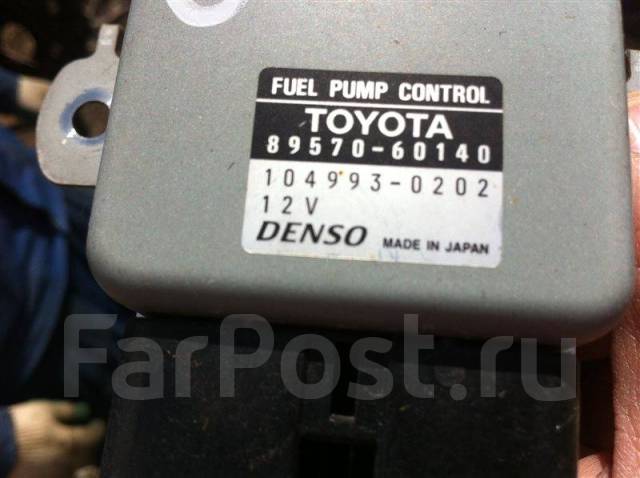 FUEL PUMP CONTROL
TOYOTA
89570-60140
104993-0202
12V
DENSO MADE IN JAPAN
FarPost.ru